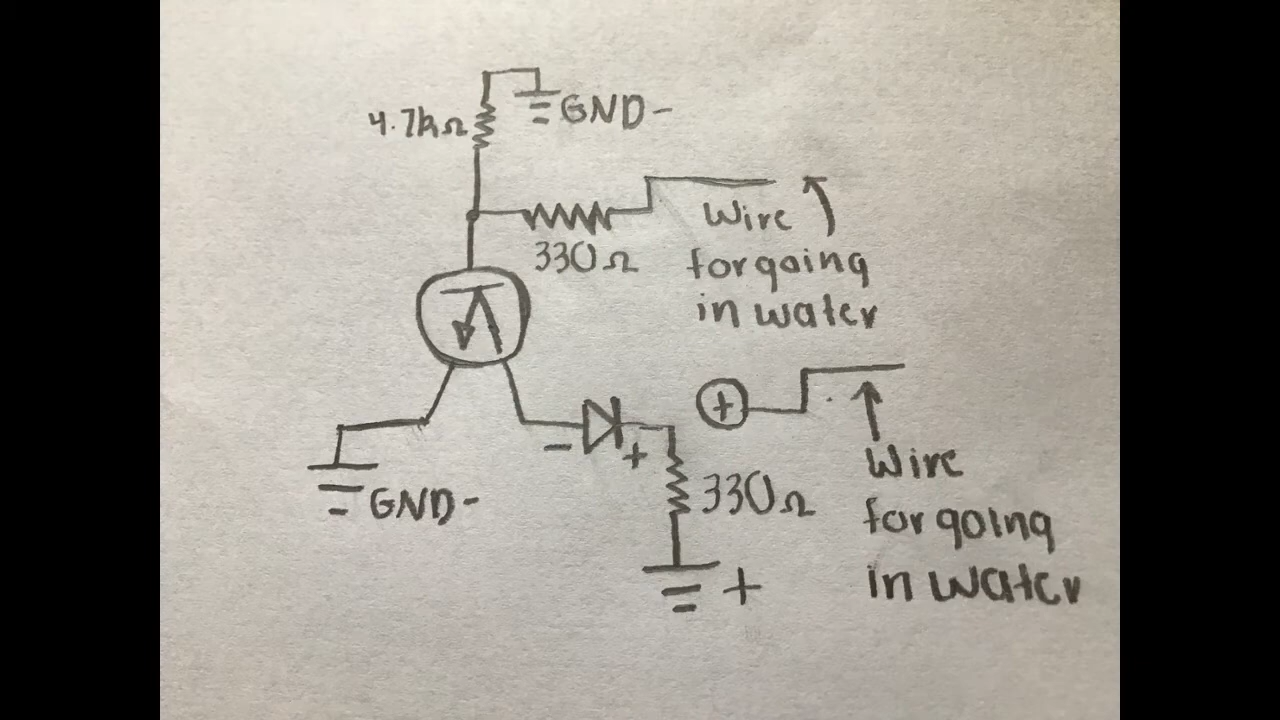 4.7kΩ
GND-
330Ω
Wire
for going
in water
+
- +
GND-
330Ω
+
Wire
for going
in water